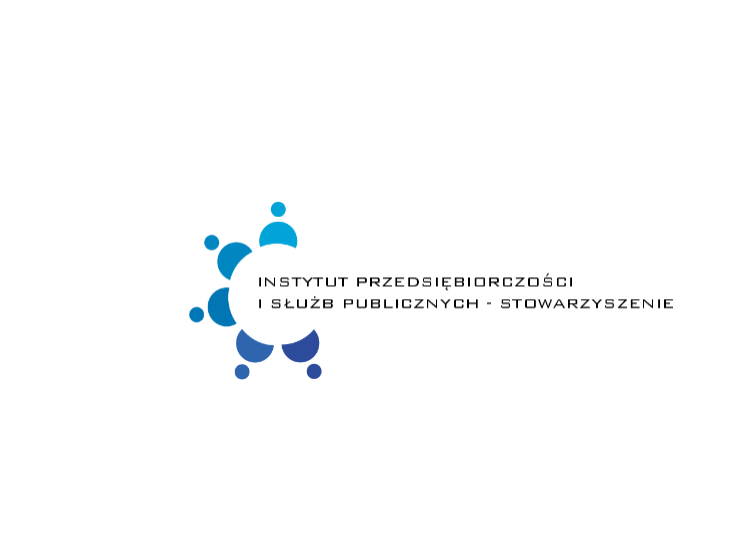 INSTYTUT PRZEDSIĘBIORCZOŚCI
I SŁUŻB PUBLICZNYCH - STOWARZYSZENIE